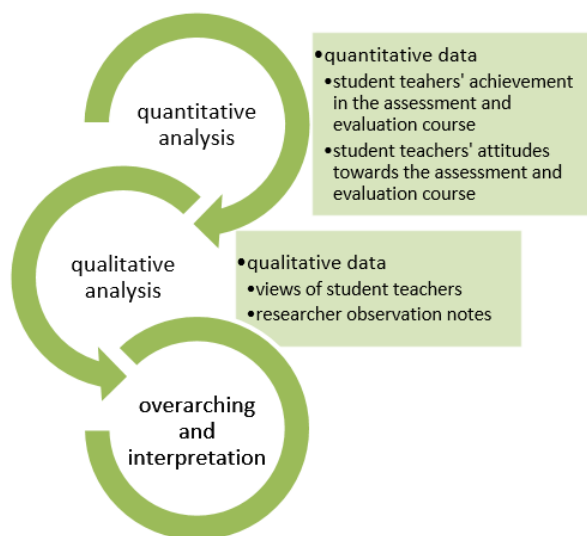 quantitative
analysis
•quantitative data
•student teahers' achievement
in the assessment and
evaluation course
•student teachers' attitudes
towards the assessment and
evaluation course
qualitative
analysis
•qualitative data
•views of student teachers
•researcher observation notes
overarching
and
interpretation